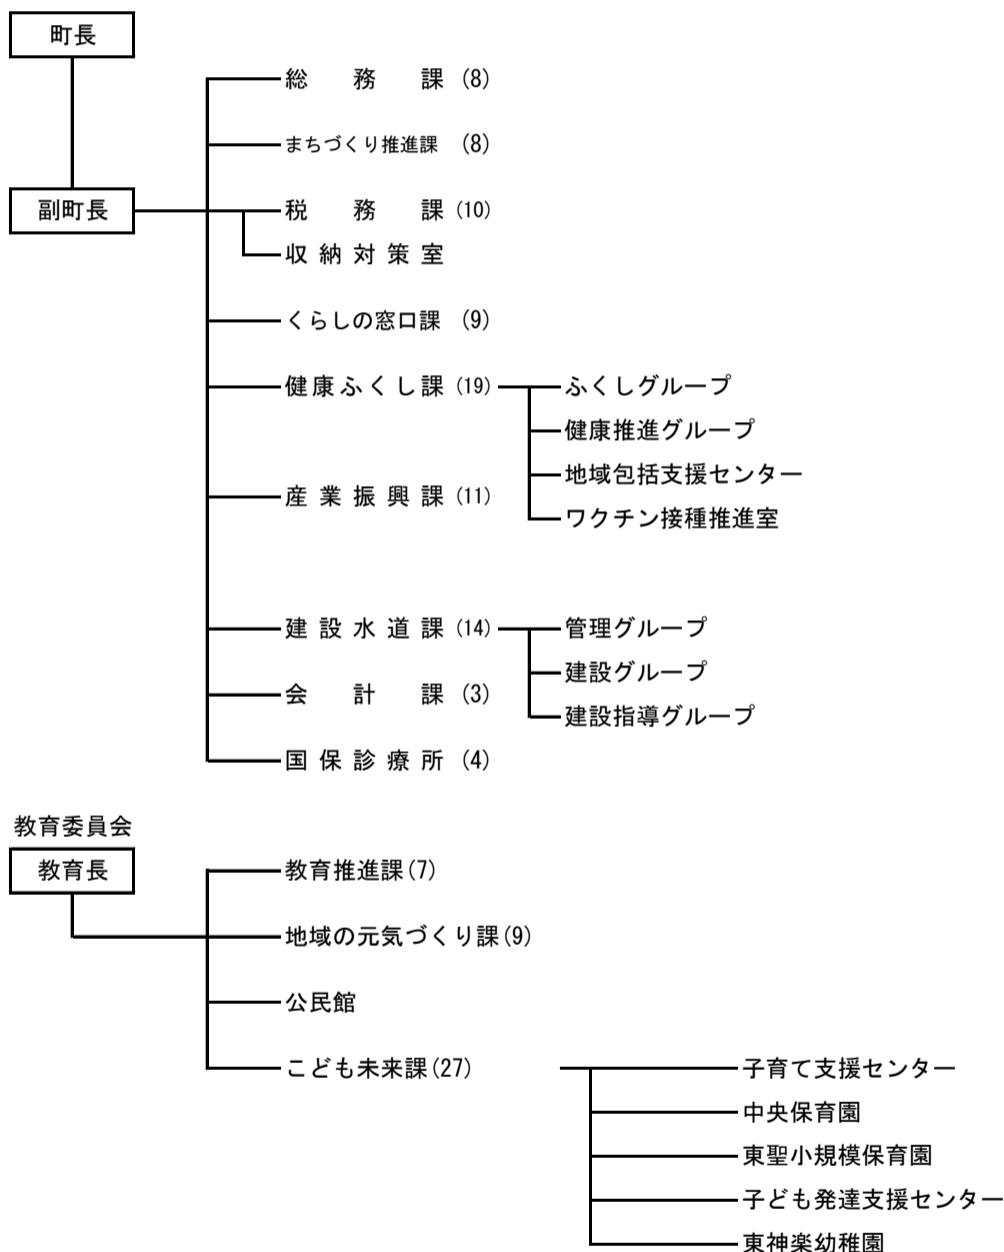 町長
総務課 (8)
まちづくり推進課 (8)
副町長
税務課 (10)
収納対策室
くらしの窓口課 (9)
健康ふくし課 (19)
ふくしグループ
健康推進グループ
地域包括支援センター
産業振興課 (11)
ワクチン接種推進室
建設水道課 (14)
管理グループ
建設グループ
会計課 (3)
建設指導グループ
国保診療所 (4)
教育委員会
教育長
教育推進課(7)
地域の元気づくり課(9)
公民館
こども未来課(27)
子育て支援センター
中央保育園
東聖小規模保育園
子ども発達支援センター
東神楽幼稚園